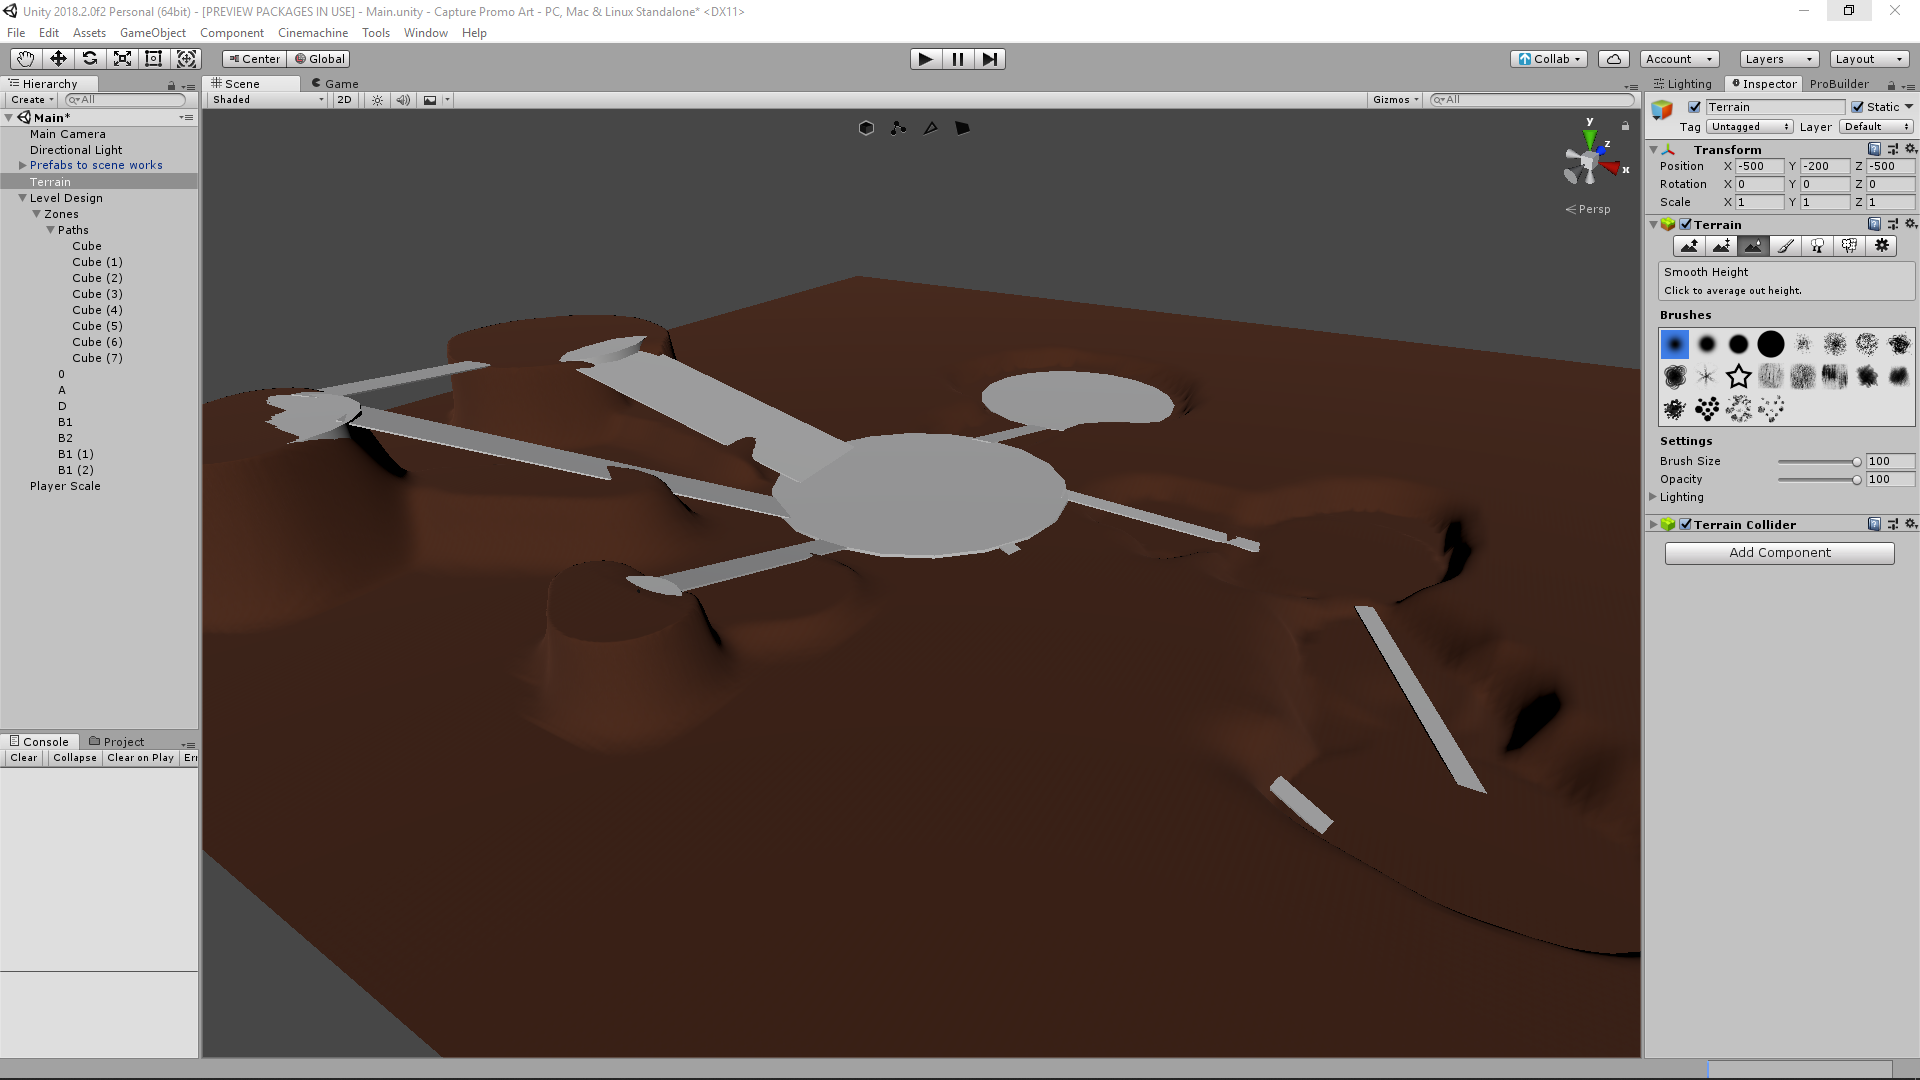 Unity 2018.2.0f2 Personal (64bit) - [PREVIEW PACKAGES IN USE] - Main.unity - Capture Promo Art - PC, Mac & Linux Standalone* <DX11>
File Edit Assets GameObject Component Cinemachine Tools Window Help
Center Global Collab Account Layers Layout
Hierarchy
Create All
Main*
Main Camera
Directional Light
Prefabs to scene works
Terrain
Level Design
Zones
Paths
Cube
Cube (1)
Cube (2)
Cube (3)
Cube (4)
Cube (5)
Cube (6)
Cube (7)
0
A
D
B1
B2
B1 (1)
B1 (2)
Player Scale
Console Project
Clear Collapse Clear on Play Err
Scene Game
Shaded 2D Gizmos All
y
z
x
Persp
Lighting Inspector ProBuilder
Terrain Static
Tag Untagged Layer Default
Transform
Position X -500 Y -200 Z -500
Rotation X 0 Y 0 Z 0
Scale X 1 Y 1 Z 1
Terrain
Smooth Height
Click to average out height.
Brushes
Settings
Brush Size 100
Opacity 100
Lighting
Terrain Collider
Add Component